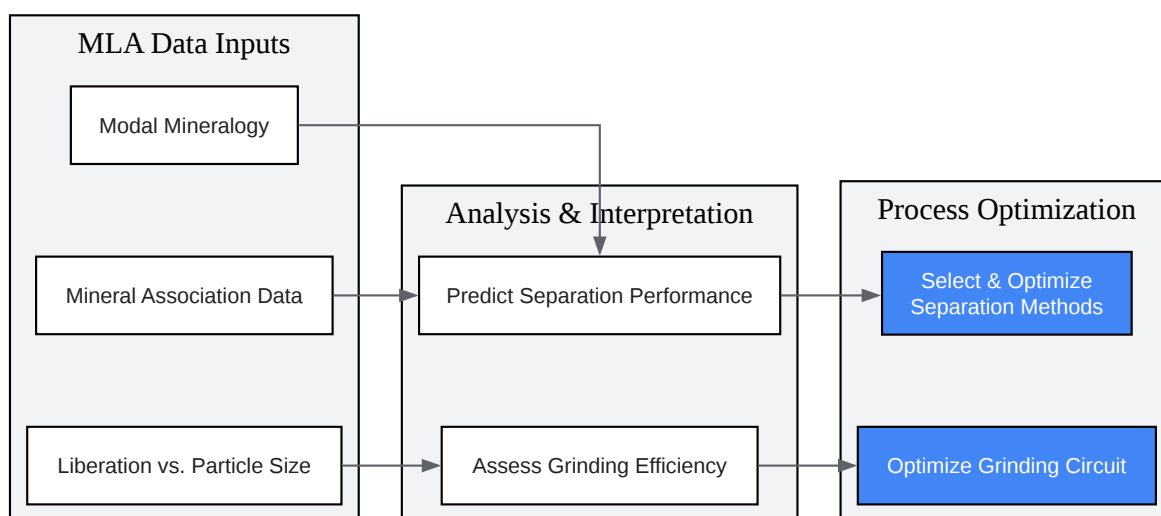 MLA Data Inputs
Modal Mineralogy
Mineral Association Data
Liberation vs. Particle Size
Analysis & Interpretation
Predict Separation Performance
Assess Grinding Efficiency
Process Optimization
Select & Optimize
Separation Methods
Optimize Grinding Circuit